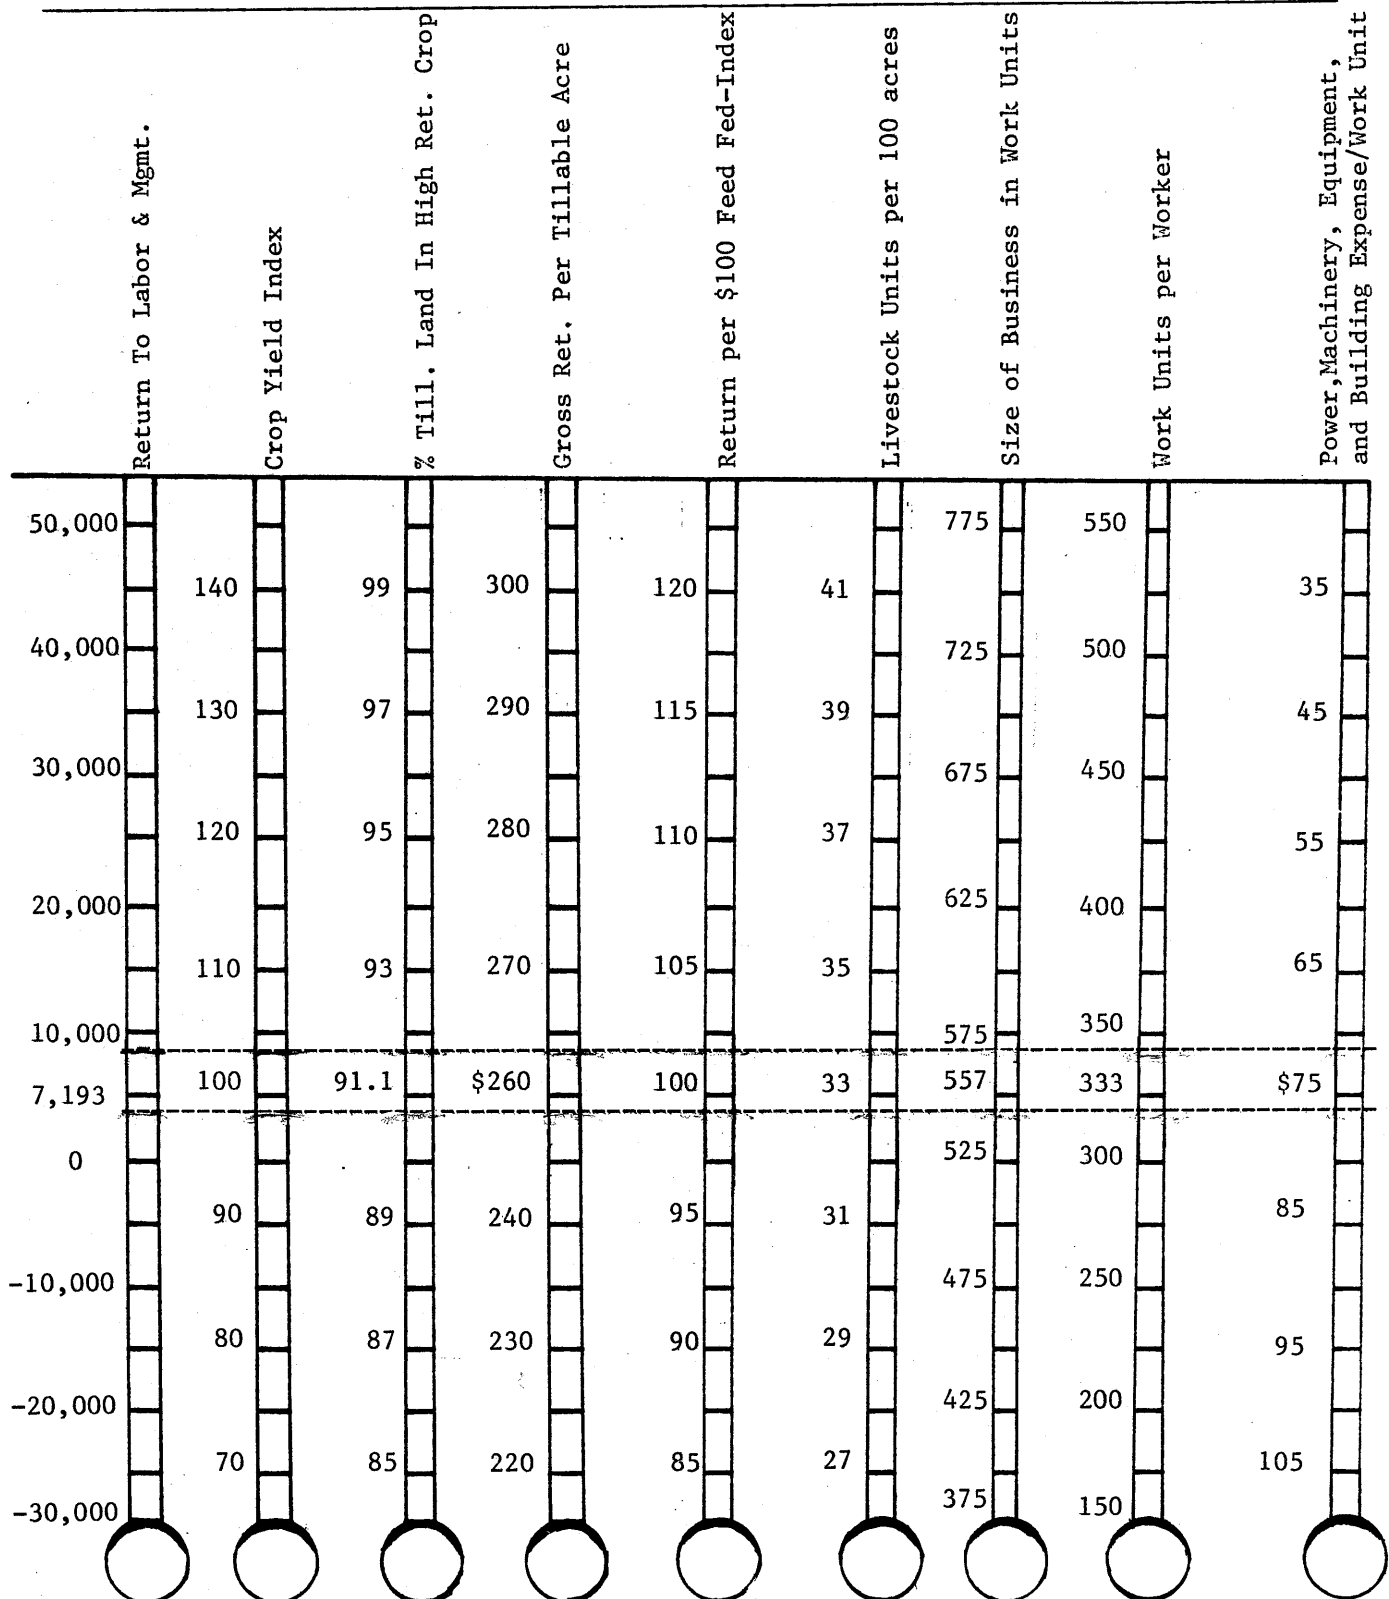 Return To Labor & Mgmt.
Crop Yield Index
% Till. Land In High Ret. Crop
Gross Ret. Per Tillable Acre
Return per $100 Feed Fed-Index
Livestock Units per 100 acres
Size of Business in Work Units
Work Units per Worker
Power,Machinery, Equipment,
and Building Expense/Work Unit
50,000 775 550
140 99 300 120 41 35
40,000 725 500
130 97 290 115 39 45
30,000 675 450
120 95 280 110 37 55
20,000 625 400
110 93 270 105 35 65
10,000 575 350
7,193 100 91.1 $260 100 33 557 333 $75
0 525 300
90 89 240 95 31 85
-10,000 475 250
80 87 230 90 29 95
-20,000 425 200
70 85 220 85 27 105
-30,000 375 150